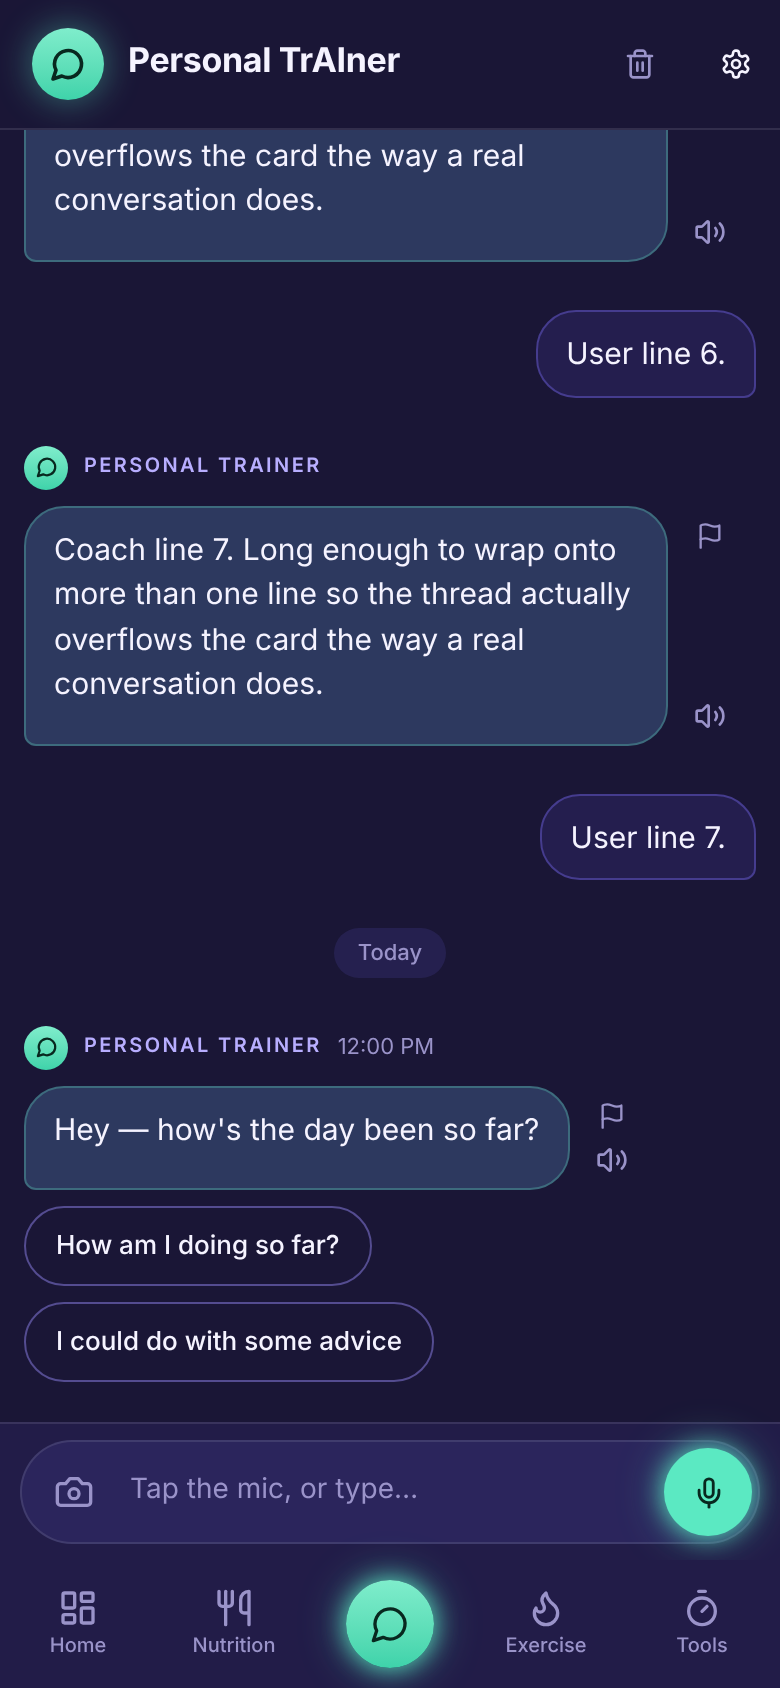 Personal TrAIner
overflows the card the way a real
conversation does.
User line 6.
PERSONAL TRAINER
Coach line 7. Long enough to wrap onto
more than one line so the thread actually
overflows the card the way a real
conversation does.
User line 7.
Today
PERSONAL TRAINER 12:00 PM
Hey — how's the day been so far?
How am I doing so far?
I could do with some advice
Tap the mic, or type...
Home Nutrition Exercise Tools